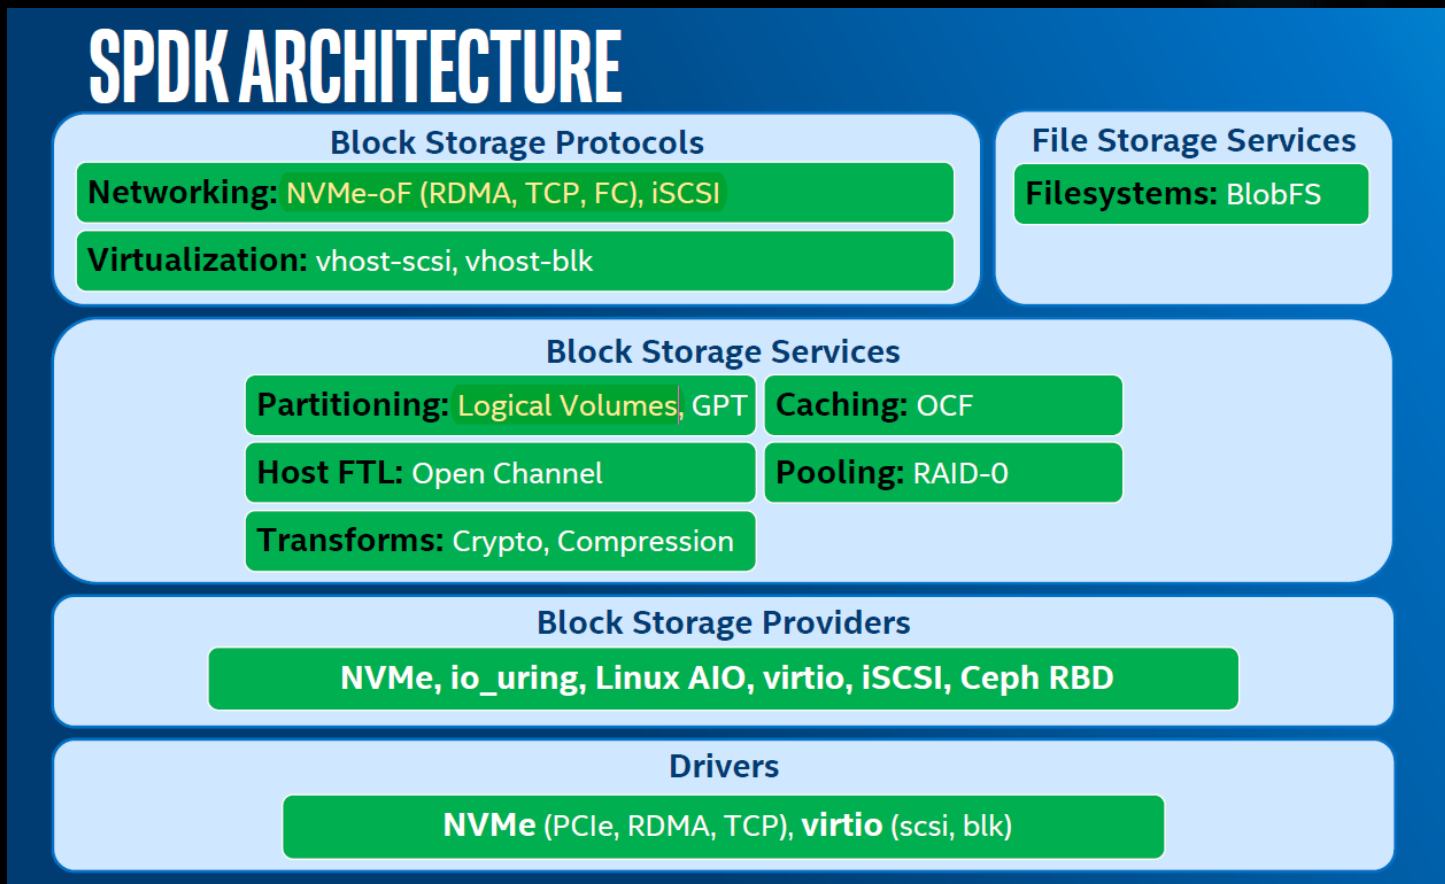 SPDK ARCHITECTURE
Block Storage Protocols
Networking: NVMe-oF (RDMA, TCP, FC), iSCSI
Virtualization: vhost-scsi, vhost-blk
File Storage Services
Filesystems: BlobFS
Block Storage Services
Partitioning: Logical Volumes, GPT
Caching: OCF
Host FTL: Open Channel
Pooling: RAID-0
Transforms: Crypto, Compression
Block Storage Providers
NVMe, io_uring, Linux AIO, virtio, iSCSI, Ceph RBD
Drivers
NVMe (PCIe, RDMA, TCP), virtio (scsi, blk)